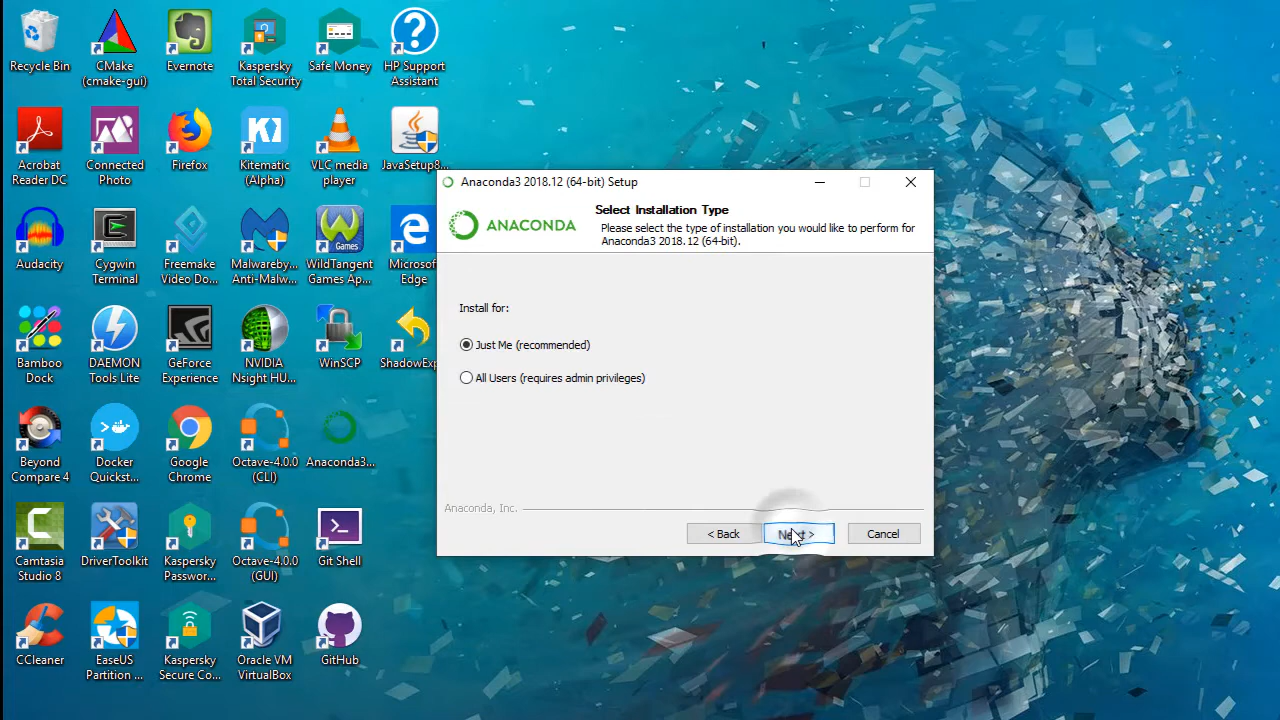 Recycle Bin
CMake
(cmake-gui)
Evernote
Kaspersky
Total Security
Safe Money
HP Support
Assistant
Acrobat
Reader DC
Connected
Photo
Firefox
Kitematic
(Alpha)
VLC media
player
JavaSetup8...
Audacity
Cygwin
Terminal
Freemake
Video Do...
Malwareby...
Anti-Malw...
WildTangent
Games Ap...
Microsof
Edge
Bamboo
Dock
DAEMON
Tools Lite
GeForce
Experience
NVIDIA
Nsight HU...
WinSCP
ShadowExp
Beyond
Compare 4
Docker
Quickst...
Google
Chrome
Octave-4.0.0
(CLI)
Anaconda3...
Camtasia
Studio 8
DriverToolkit
Kaspersky
Passwor...
Octave-4.0.0
(GUI)
Git Shell
CCleaner
EaseUS
Partition ...
Kaspersky
Secure Co...
Oracle VM
VirtualBox
GitHub
Anaconda3 2018.12 (64-bit) Setup
ANACONDA
Select Installation Type
Please select the type of installation you would like to perform for
Anaconda3 2018.12 (64-bit).
Install for:
Just Me (recommended)
All Users (requires admin privileges)
Anaconda, Inc.
< Back
Next >
Cancel